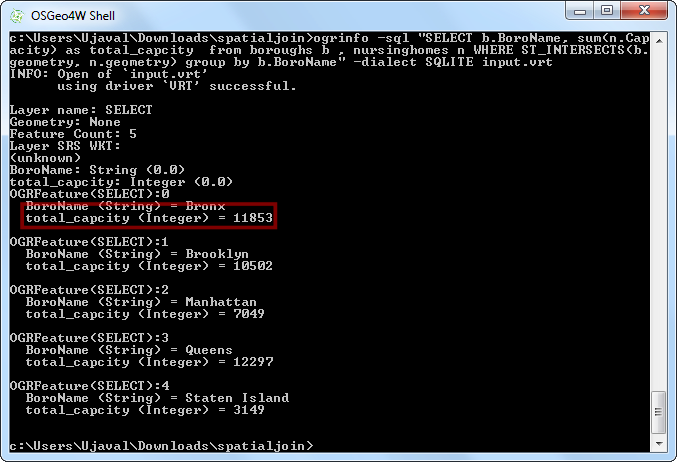 OSGeo4W Shell
c:\Users\Ujaval\Downloads\spatialjoin>ogrinfo -sql "SELECT b.BoroName, sum(n.Cap
acity) as total_capcity  from boroughs b , nursinghomes n WHERE ST_INTERSECTS(b.
geometry, n.geometry) group by b.BoroName" -dialect SQLITE input.vrt
INFO: Open of `input.vrt'
      using driver `VRT' successful.
Layer name: SELECT
Geometry: None
Feature Count: 5
Layer SRS WKT:
(unknown)
BoroName: String (0.0)
total_capcity: Integer (0.0)
OGRFeature(SELECT):0
  BoroName (String) = Bronx
  total_capcity (Integer) = 11853
OGRFeature(SELECT):1
  BoroName (String) = Brooklyn
  total_capcity (Integer) = 10502
OGRFeature(SELECT):2
  BoroName (String) = Manhattan
  total_capcity (Integer) = 7049
OGRFeature(SELECT):3
  BoroName (String) = Queens
  total_capcity (Integer) = 12297
OGRFeature(SELECT):4
  BoroName (String) = Staten Island
  total_capcity (Integer) = 3149
c:\Users\Ujaval\Downloads\spatialjoin>